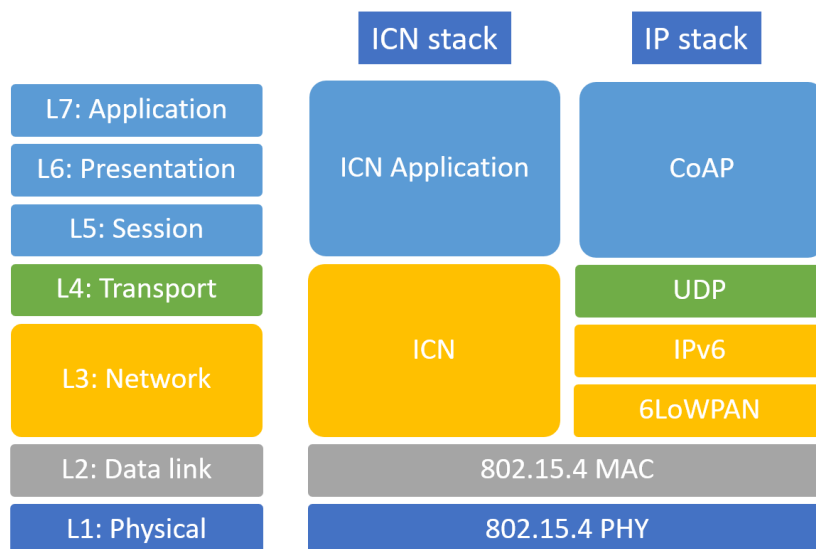 ICN stack
IP stack
L7: Application
L6: Presentation
L5: Session
L4: Transport
L3: Network
L2: Data link
L1: Physical
ICN Application
ICN
CoAP
UDP
IPv6
6LoWPAN
802.15.4 MAC
802.15.4 PHY